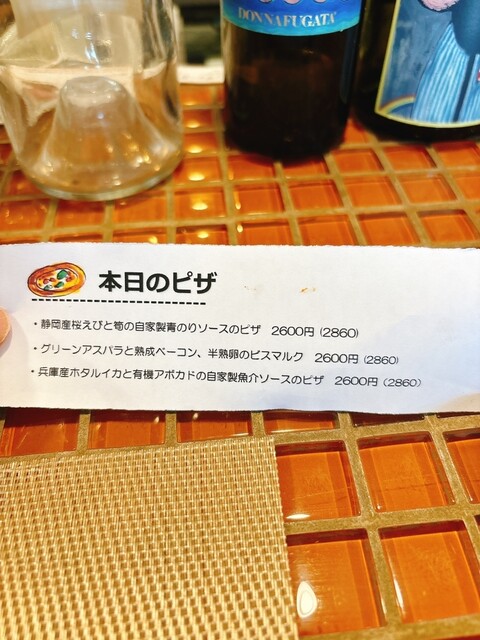 DONNAFUGATA
本日のピザ
・静岡産桜えびと筍の自家製青のりソースのピザ 2600円（2860）
・グリーンアスパラと熟成ベーコン、半熟卵のビスマルク 2600円（2860）
・兵庫産ホタルイカと有機アボカドの自家製魚介ソースのピザ 2600円（2860）